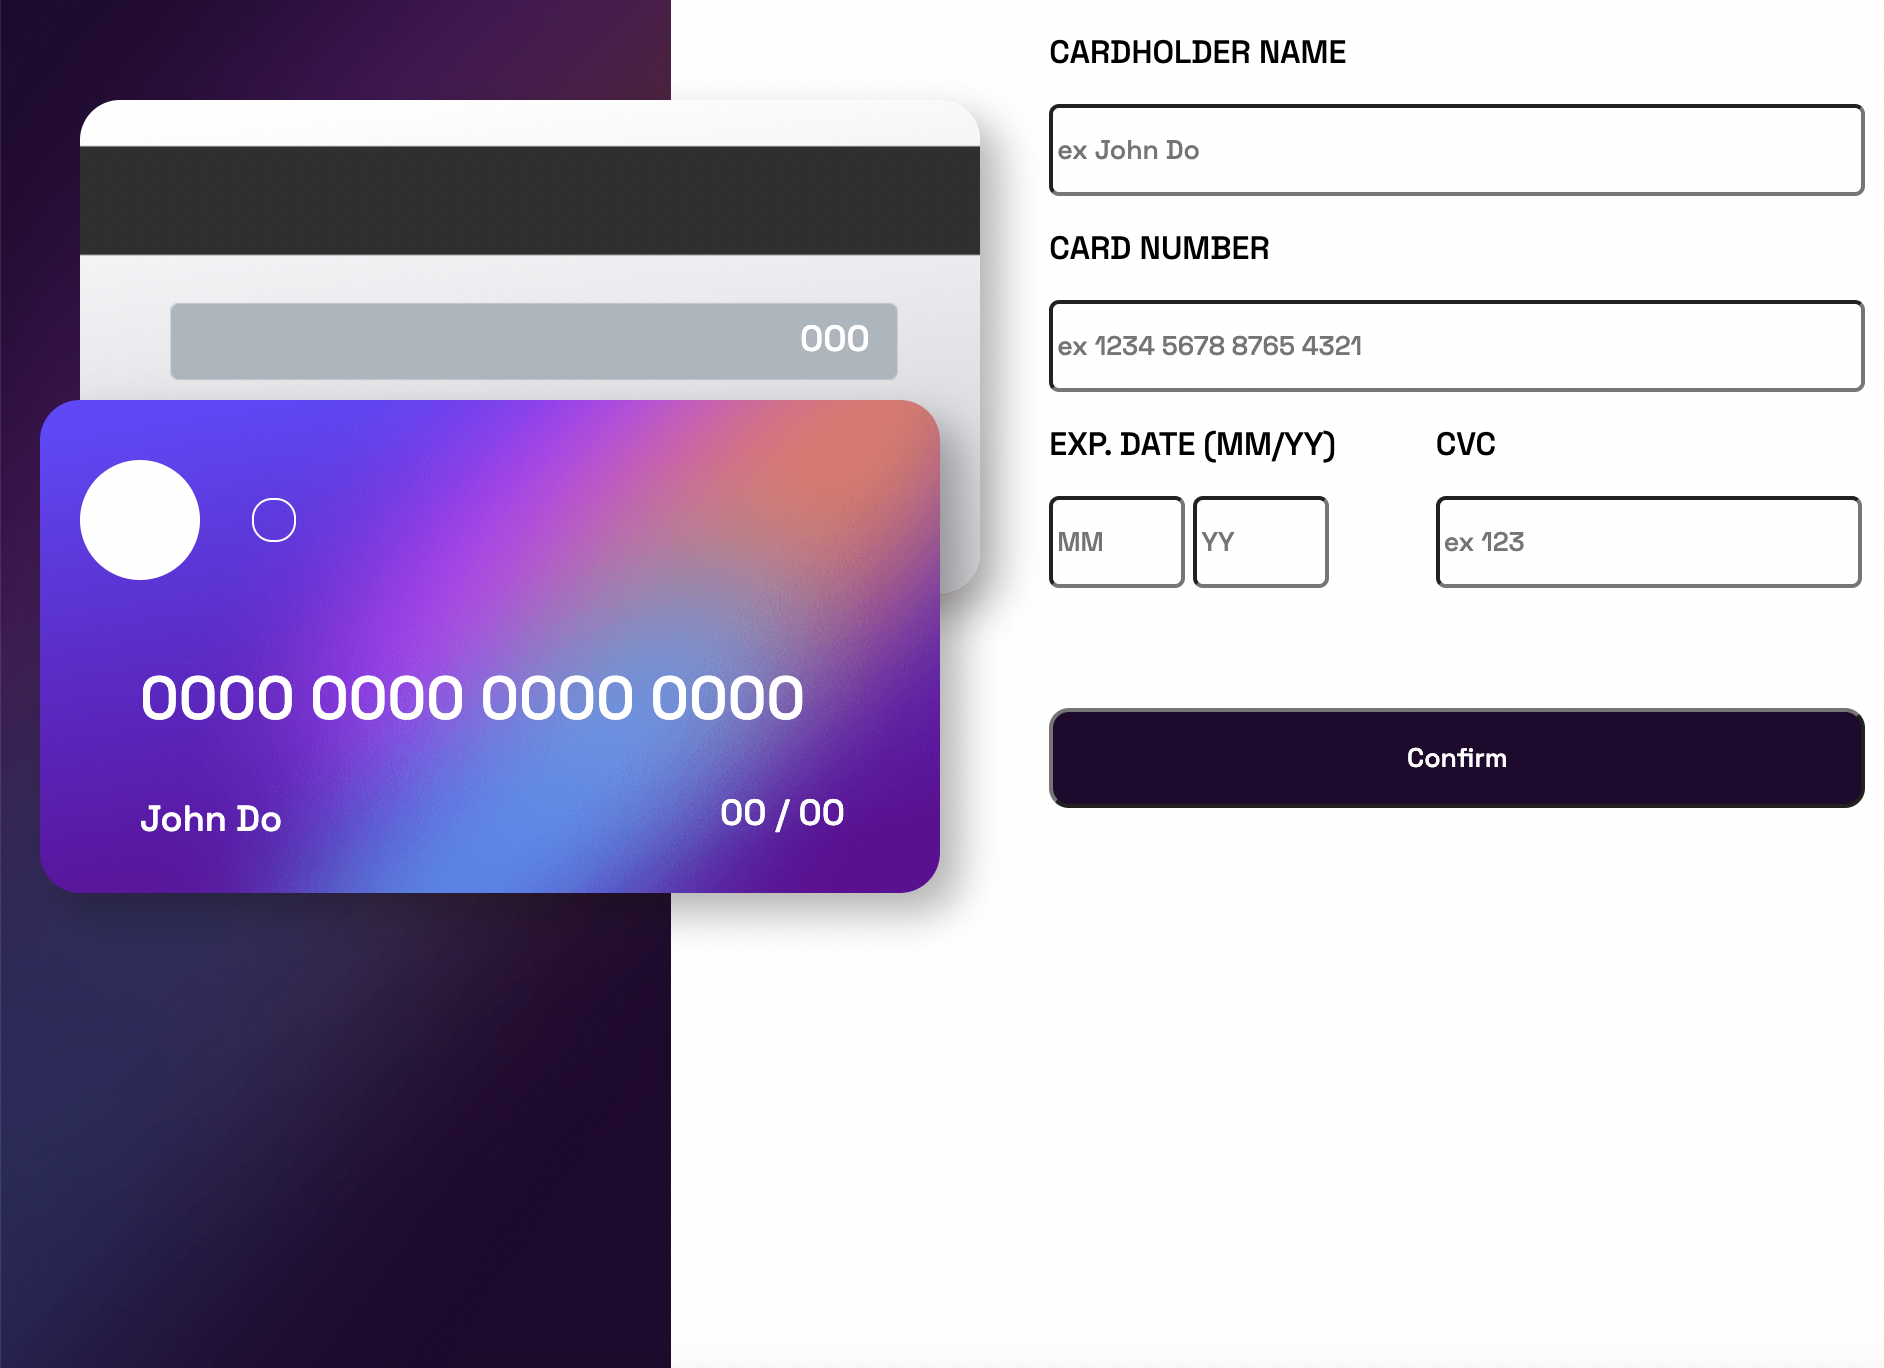 000
0000 0000 0000 0000
John Do
00 / 00
CARDHOLDER NAME
ex John Do
CARD NUMBER
ex 1234 5678 8765 4321
EXP. DATE (MM/YY)
CVC
MM
YY
ex 123
Confirm